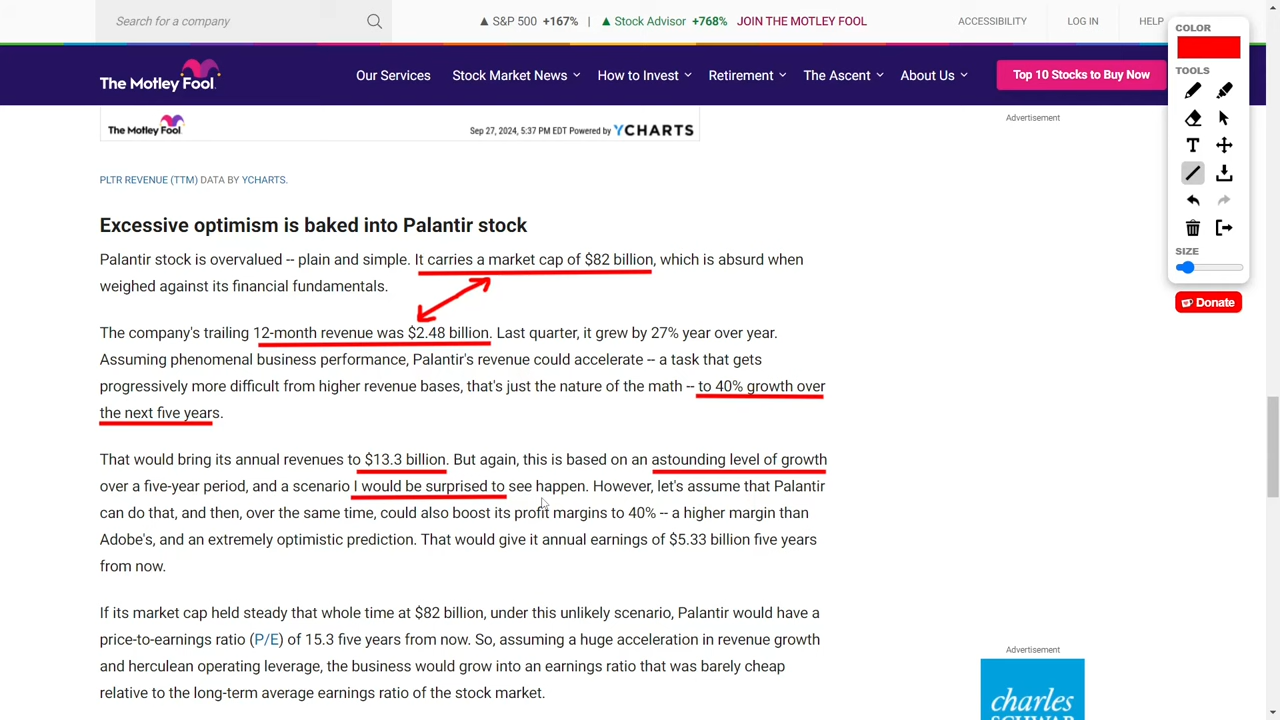 Search for a company
▲ S&P 500 +167% | ▲ Stock Advisor +768% JOIN THE MOTLEY FOOL
ACCESSIBILITY LOG IN HELP
COLOR
TOOLS
T
SIZE
Donate
The Motley Fool.
Our Services Stock Market News How to Invest Retirement The Ascent About Us
Top 10 Stocks to Buy Now
The Motley Fool.
Sep 27, 2024, 5:37 PM EDT Powered by YCHARTS
Advertisement
PLTR REVENUE (TTM) DATA BY YCHARTS.
Excessive optimism is baked into Palantir stock
Palantir stock is overvalued -- plain and simple. It carries a market cap of $82 billion, which is absurd when
weighed against its financial fundamentals.
The company's trailing 12-month revenue was $2.48 billion. Last quarter, it grew by 27% year over year.
Assuming phenomenal business performance, Palantir's revenue could accelerate -- a task that gets
progressively more difficult from higher revenue bases, that's just the nature of the math -- to 40% growth over
the next five years.
That would bring its annual revenues to $13.3 billion. But again, this is based on an astounding level of growth
over a five-year period, and a scenario I would be surprised to see happen. However, let's assume that Palantir
can do that, and then, over the same time, could also boost its profit margins to 40% -- a higher margin than
Adobe's, and an extremely optimistic prediction. That would give it annual earnings of $5.33 billion five years
from now.
If its market cap held steady that whole time at $82 billion, under this unlikely scenario, Palantir would have a
price-to-earnings ratio (P/E) of 15.3 five years from now. So, assuming a huge acceleration in revenue growth
and herculean operating leverage, the business would grow into an earnings ratio that was barely cheap
relative to the long-term average earnings ratio of the stock market.
Advertisement
charles